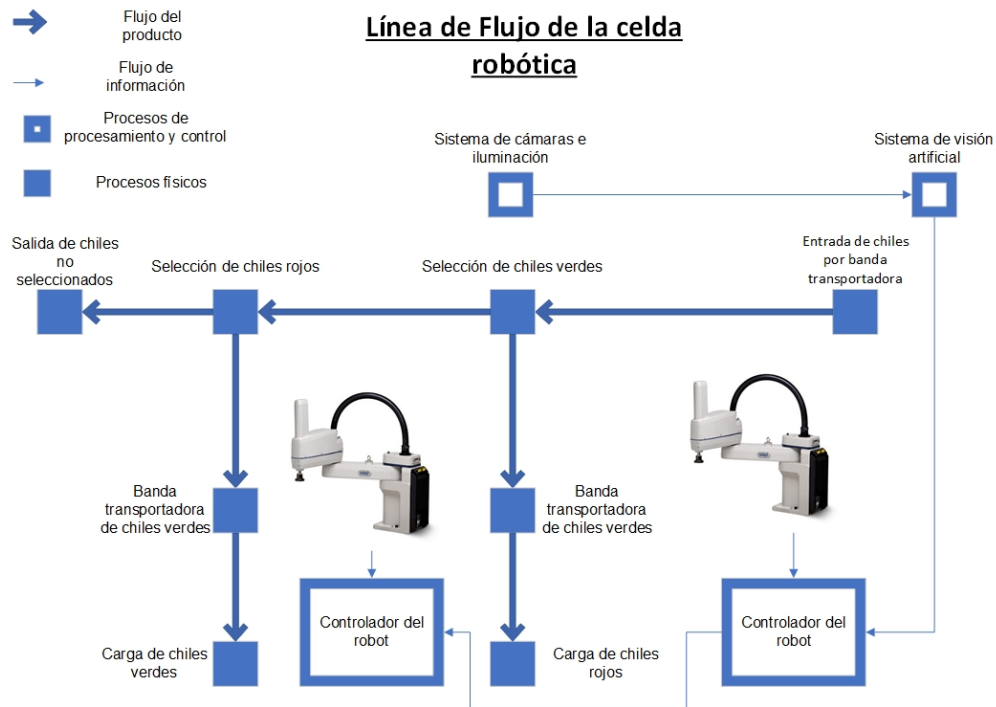 Línea de Flujo de la celda
robótica
Flujo del
producto
Flujo de
información
Procesos de
procesamiento y control
Procesos físicos
Sistema de cámaras e
iluminación
Sistema de visión
artificial
Salida de chiles
no
seleccionados
Selección de chiles rojos
Selección de chiles verdes
Entrada de chiles
por banda
transportadora
Banda
transportadora
de chiles verdes
Banda
transportadora
de chiles verdes
Carga de chiles
verdes
Controlador del
robot
Carga de chiles
rojos
Controlador del
robot